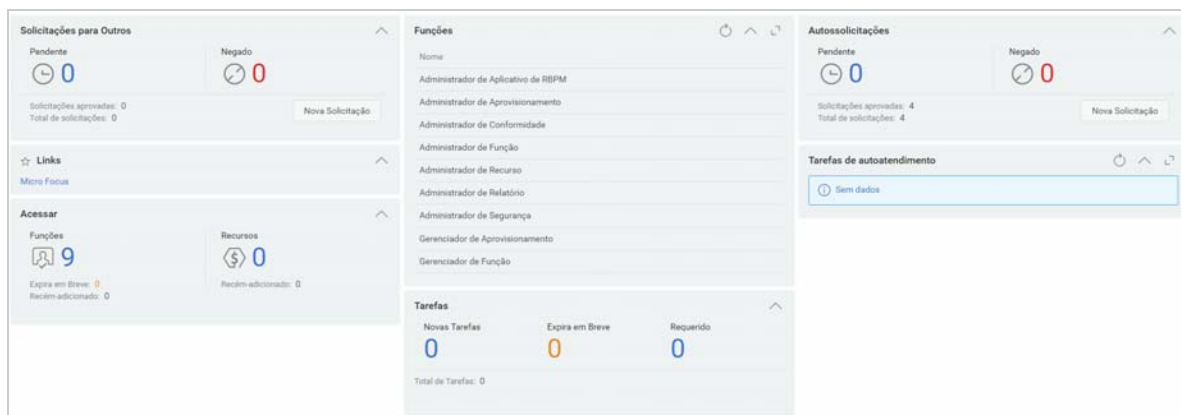 Solicitações para Outros
Pendente
Negado
0
0
Solicitações aprovadas: 0
Total de solicitações: 0
Nova Solicitação
Links
Micro Focus
Acessar
Funções
Recursos
9
0
Expira em Breve: 0
Recém-adicionado: 0
Recém-adicionado: 0
Funções
Nome
Administrador de Aplicativo de RBPM
Administrador de Aprovisionamento
Administrador de Conformidade
Administrador de Função
Administrador de Recurso
Administrador de Relatório
Administrador de Segurança
Gerenciador de Aprovisionamento
Gerenciador de Função
Tarefas
Novas Tarefas
Expira em Breve
Requerido
0
0
0
Total de Tarefas: 0
Autossolicitações
Pendente
Negado
0
0
Solicitações aprovadas: 4
Total de solicitações: 4
Nova Solicitação
Tarefas de autoatendimento
Sem dados